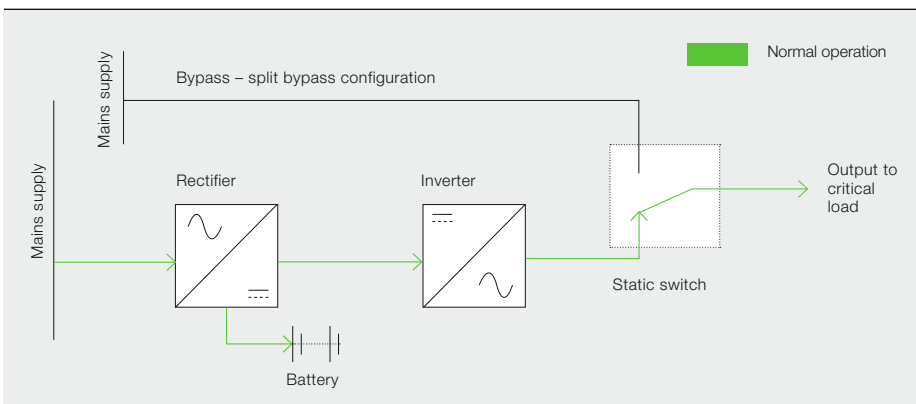 Normal operation
Mains supply
Bypass – split bypass configuration
Mains supply
Rectifier
Inverter
Output to
critical
load
Static switch
Battery